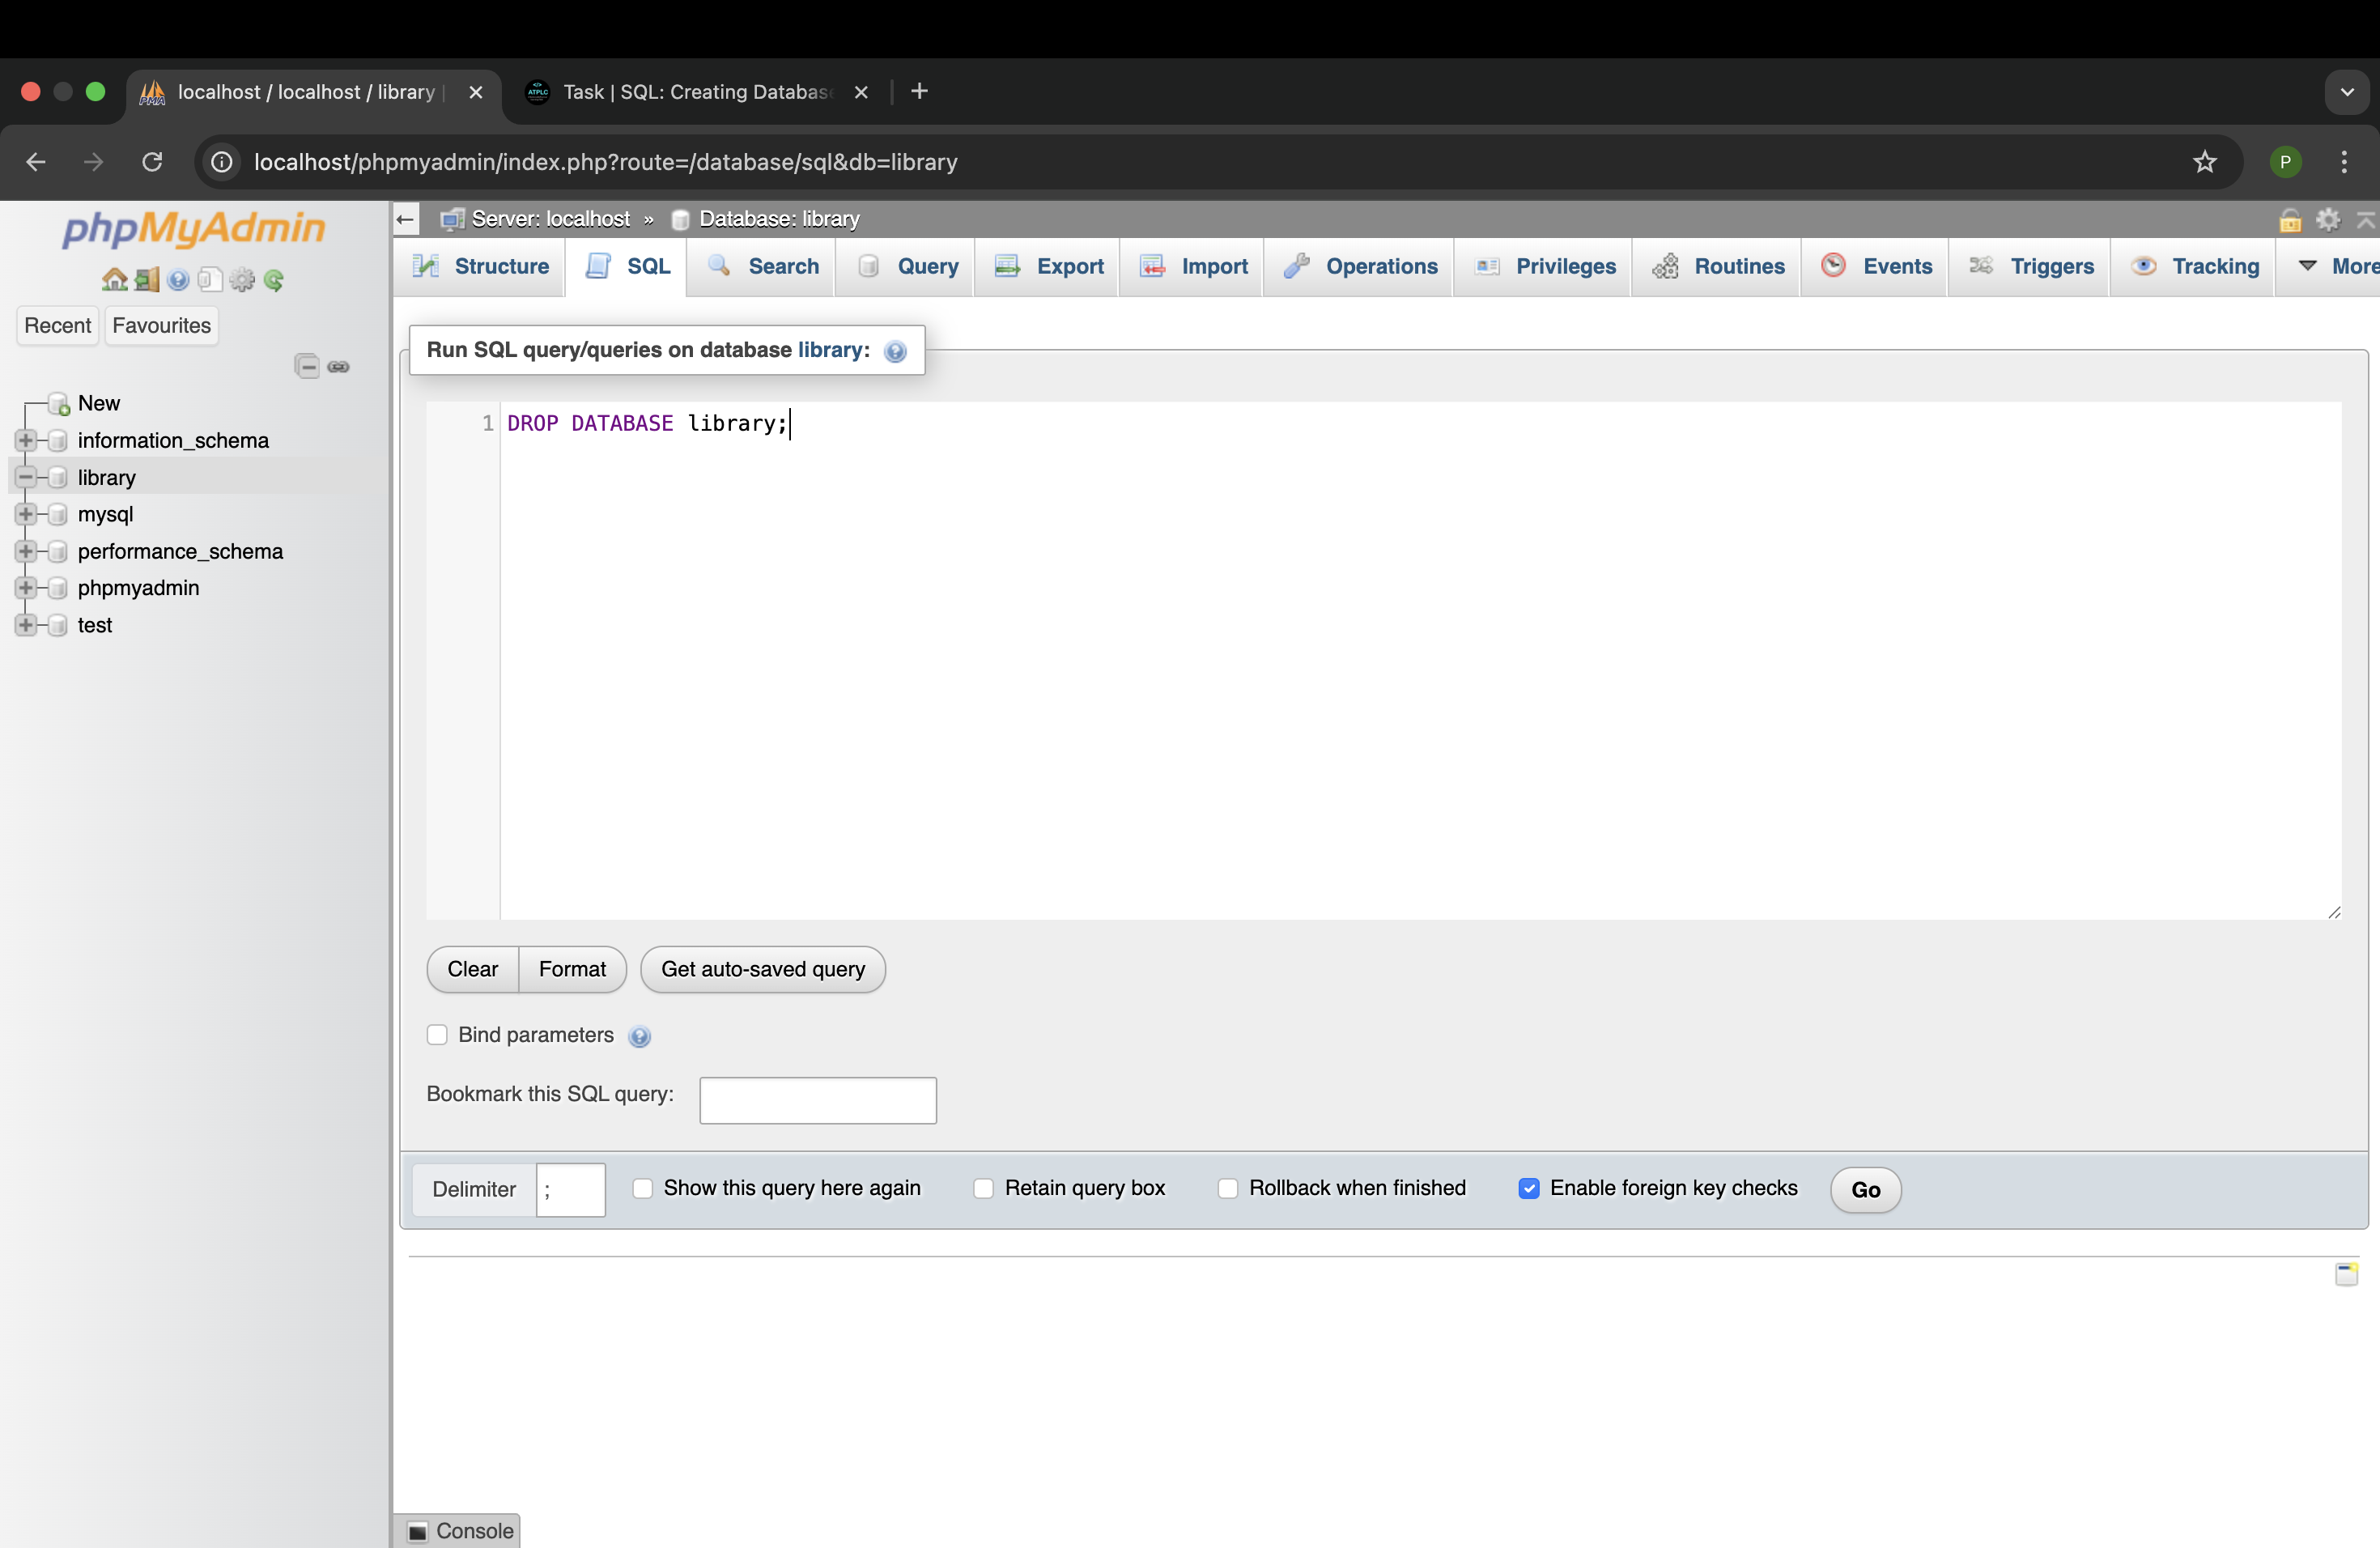 localhost / localhost / library |
Task | SQL: Creating Databas
localhost/phpmyadmin/index.php?route=/database/sql&db=library
P
phpMyAdmin
Recent
Favourites
New
information_schema
library
mysql
performance_schema
phpmyadmin
test
Server: localhost » Database: library
Structure
SQL
Search
Query
Export
Import
Operations
Privileges
Routines
Events
Triggers
Tracking
More
Run SQL query/queries on database library:
1 DROP DATABASE library;
Clear
Format
Get auto-saved query
Bind parameters
Bookmark this SQL query:
Delimiter ;
Show this query here again
Retain query box
Rollback when finished
Enable foreign key checks
Go
Console